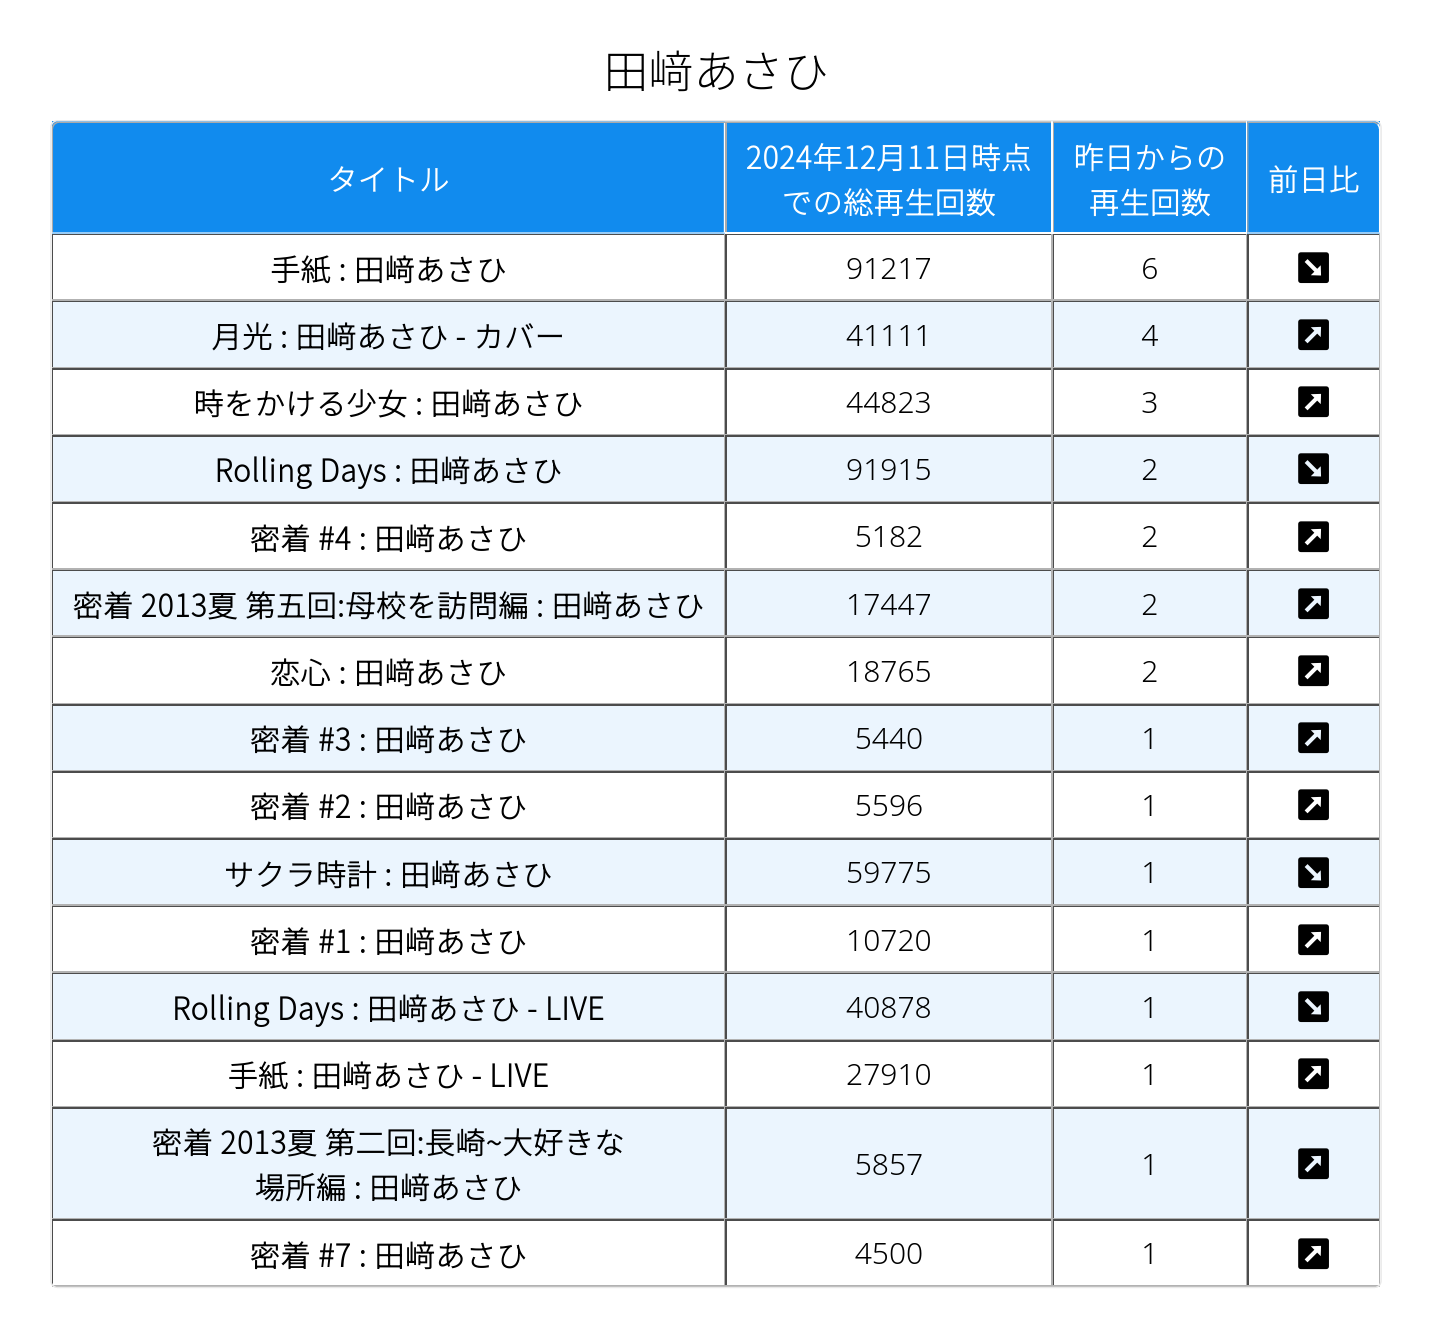 田﨑あさひ
タイトル
2024年12月11日時点
での総再生回数
昨日からの
再生回数
前日比
手紙 : 田﨑あさひ 91217 6 ↘
月光 : 田﨑あさひ - カバー 41111 4 ↗
時をかける少女 : 田﨑あさひ 44823 3 ↗
Rolling Days : 田﨑あさひ 91915 2 ↘
密着 #4 : 田﨑あさひ 5182 2 ↗
密着 2013夏 第五回:母校を訪問編 : 田﨑あさひ 17447 2 ↗
恋心 : 田﨑あさひ 18765 2 ↗
密着 #3 : 田﨑あさひ 5440 1 ↗
密着 #2 : 田﨑あさひ 5596 1 ↗
サクラ時計 : 田﨑あさひ 59775 1 ↘
密着 #1 : 田﨑あさひ 10720 1 ↗
Rolling Days : 田﨑あさひ - LIVE 40878 1 ↘
手紙 : 田﨑あさひ - LIVE 27910 1 ↗
密着 2013夏 第二回:長崎~大好きな
場所編 : 田﨑あさひ 5857 1 ↗
密着 #7 : 田﨑あさひ 4500 1 ↗